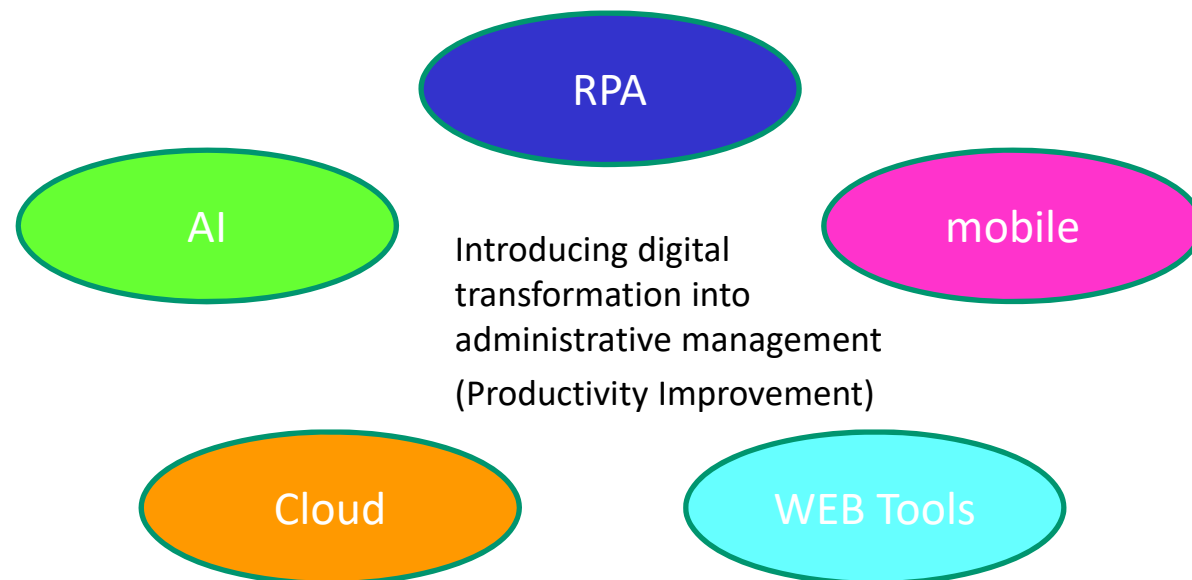 RPA
AI
mobile
Introducing digital
transformation into
administrative management
(Productivity Improvement)
Cloud
WEB Tools